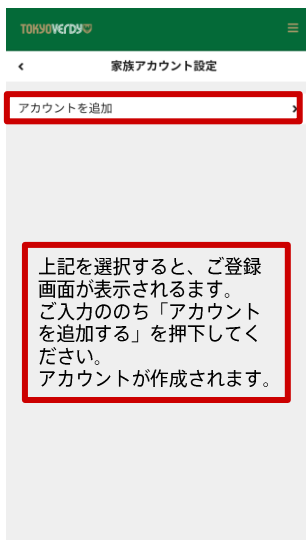 TOKYOVERDY
家族アカウント設定
アカウントを追加
上記を選択すると、ご登録
画面が表示されるます。
ご入力ののち「アカウント
を追加する」を押下してく
ださい。
アカウントが作成されます。